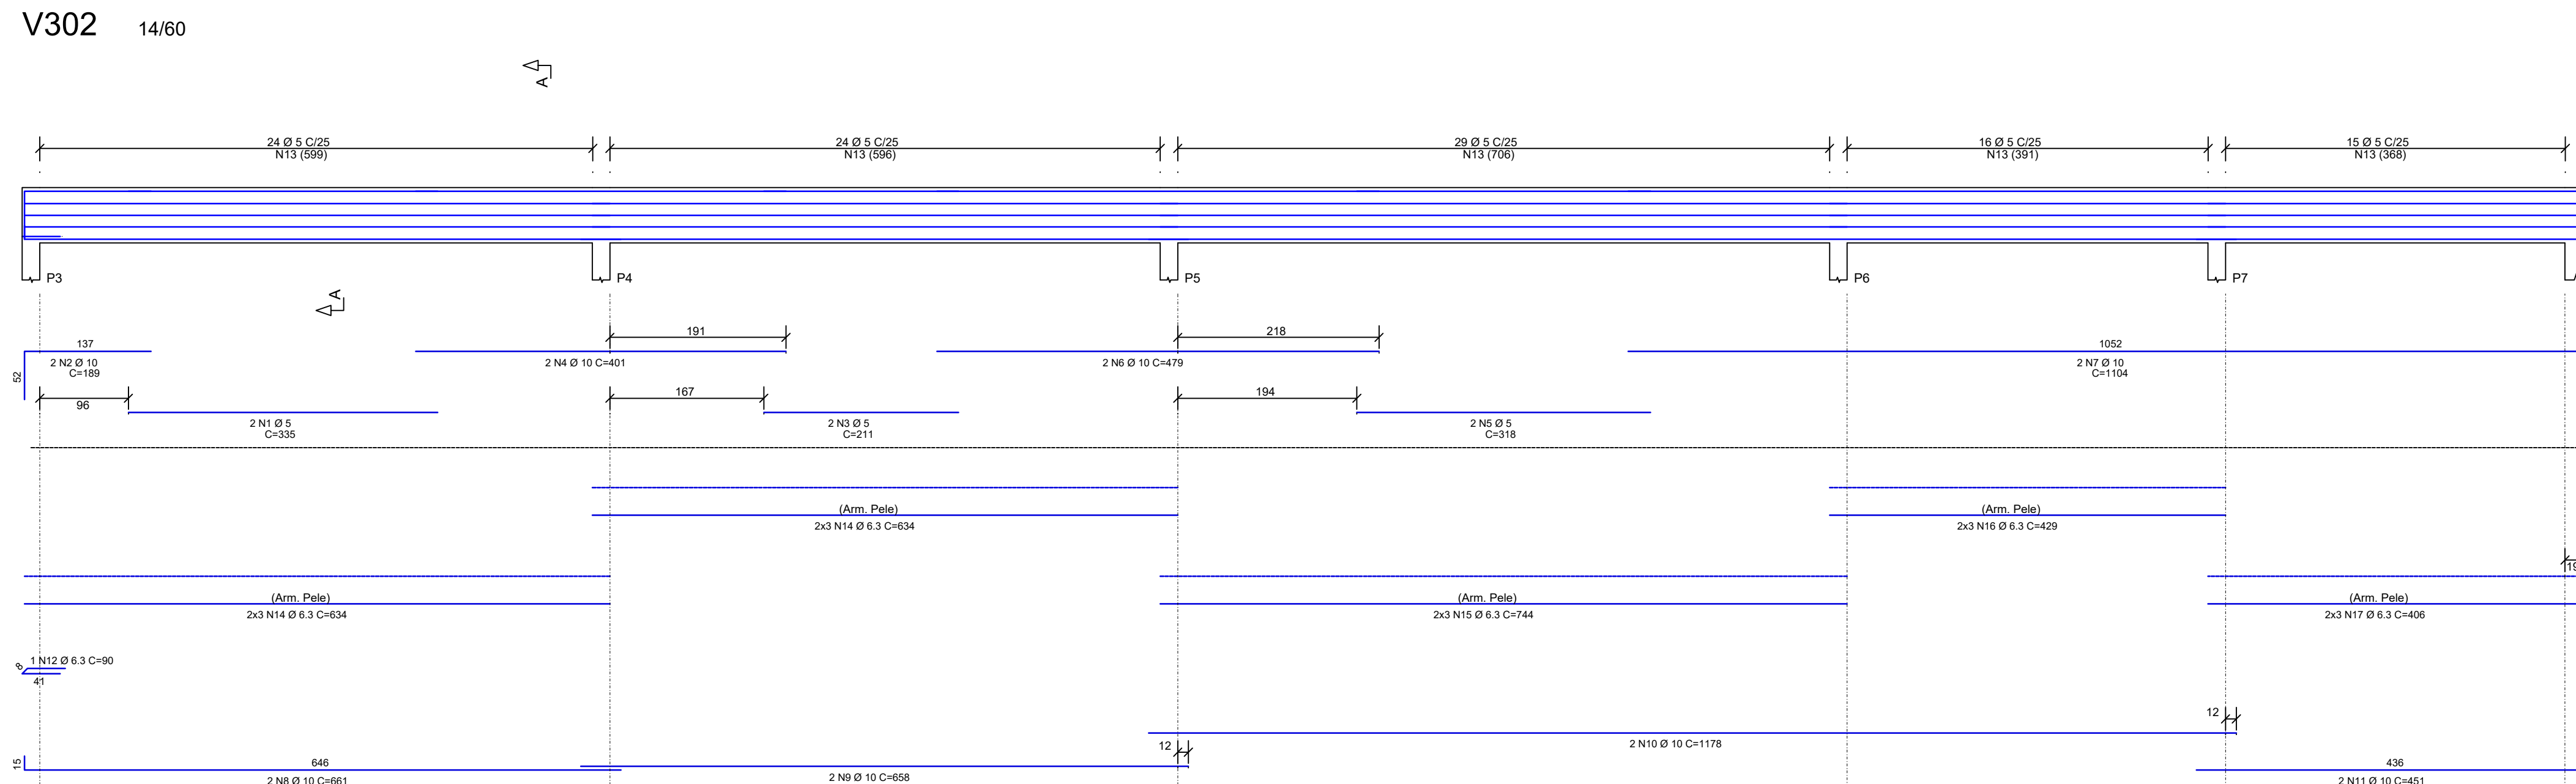 V302 14/60
A
24 Ø 5 C/25
N13 (599)
24 Ø 5 C/25
N13 (596)
29 Ø 5 C/25
N13 (706)
16 Ø 5 C/25
N13 (391)
15 Ø 5 C/25
N13 (368)
P3
P4
P5
P6
P7
A
137
2 N2 Ø 10
C=189
52
191
2 N4 Ø 10 C=401
218
2 N6 Ø 10 C=479
1052
2 N7 Ø 10
C=1104
96
2 N1 Ø 5
C=335
167
2 N3 Ø 5
C=211
194
2 N5 Ø 5
C=318
(Arm. Pele)
2x3 N14 Ø 6.3 C=634
(Arm. Pele)
2x3 N16 Ø 6.3 C=429
19
(Arm. Pele)
2x3 N14 Ø 6.3 C=634
(Arm. Pele)
2x3 N15 Ø 6.3 C=744
(Arm. Pele)
2x3 N17 Ø 6.3 C=406
1 N12 Ø 6.3 C=90
8
41
12
2 N10 Ø 10 C=1178
12
15
646
2 N8 Ø 10 C=661
2 N9 Ø 10 C=658
436
2 N11 Ø 10 C=451